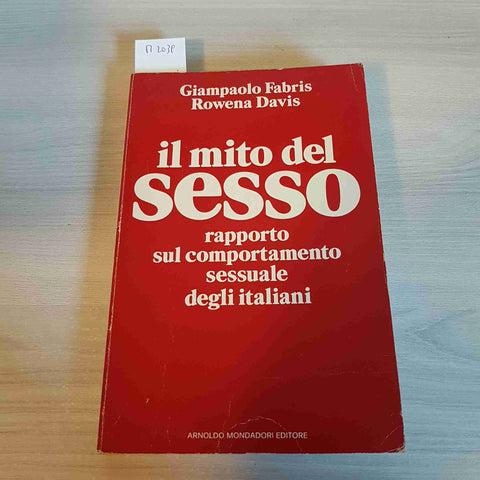 Giampaolo Fabris
Rowena Davis
il mito del
sesso
rapporto
sul comportamento
sessuale
degli italiani
ARNOLDO MONDADORI EDITORE